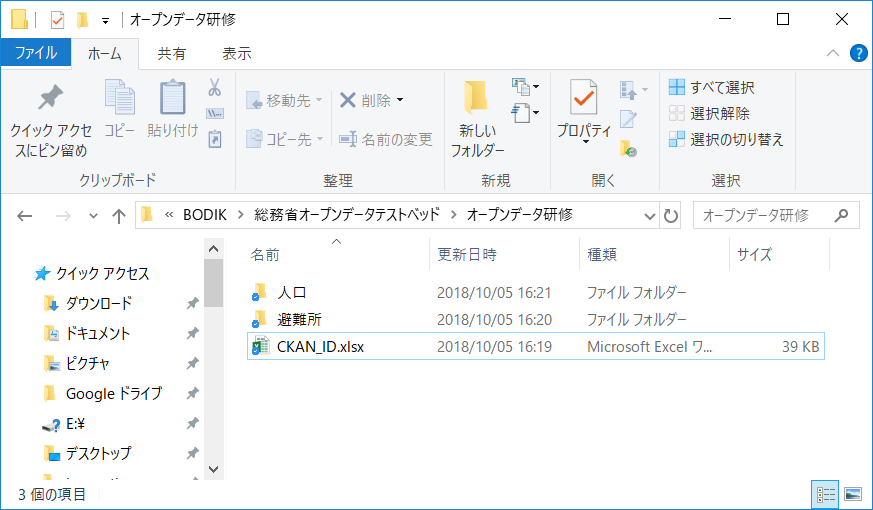 オープンデータ研修
ファイル ホーム 共有 表示
クイック アクセスにピン留め
コピー
貼り付け
移動先
コピー先
削除
名前の変更
新しいフォルダー
プロパティ
すべて選択
選択解除
選択の切り替え
クリップボード 整理 新規 開く 選択
« BODIK > 総務省オープンデータテストベッド > オープンデータ研修
オープンデータ研修
クイック アクセス
ダウンロード
ドキュメント
ピクチャ
Google ドライブ
E:¥
デスクトップ
名前 更新日時 種類 サイズ
人口 2018/10/05 16:21 ファイル フォルダー
避難所 2018/10/05 16:20 ファイル フォルダー
CKAN_ID.xlsx 2018/10/05 16:19 Microsoft Excel ワ... 39 KB
3 個の項目